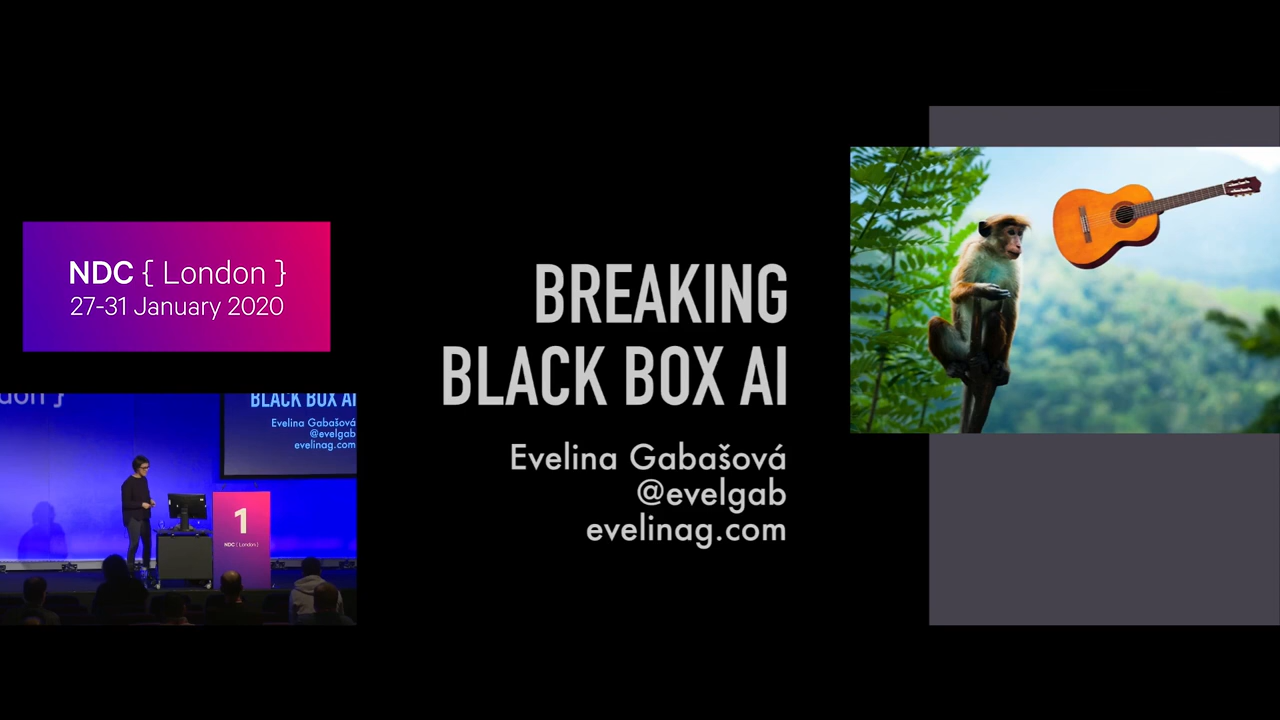 NDC { London }
27-31 January 2020
BREAKING
BLACK BOX AI
Evelina Gabašová
@evelgab
evelinag.com
BLACK BOX AI
Evelina Gabašová
@evelgab
evelinag.com
1
NDC { London }